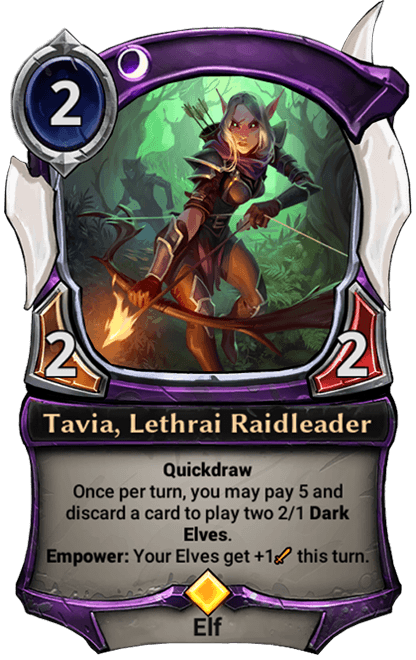 2
2
2
Tavia, Lethrai Raidleader
Quickdraw
Once per turn, you may pay 5 and
discard a card to play two 2/1 Dark
Elves.
Empower: Your Elves get +1 this turn.
Elf